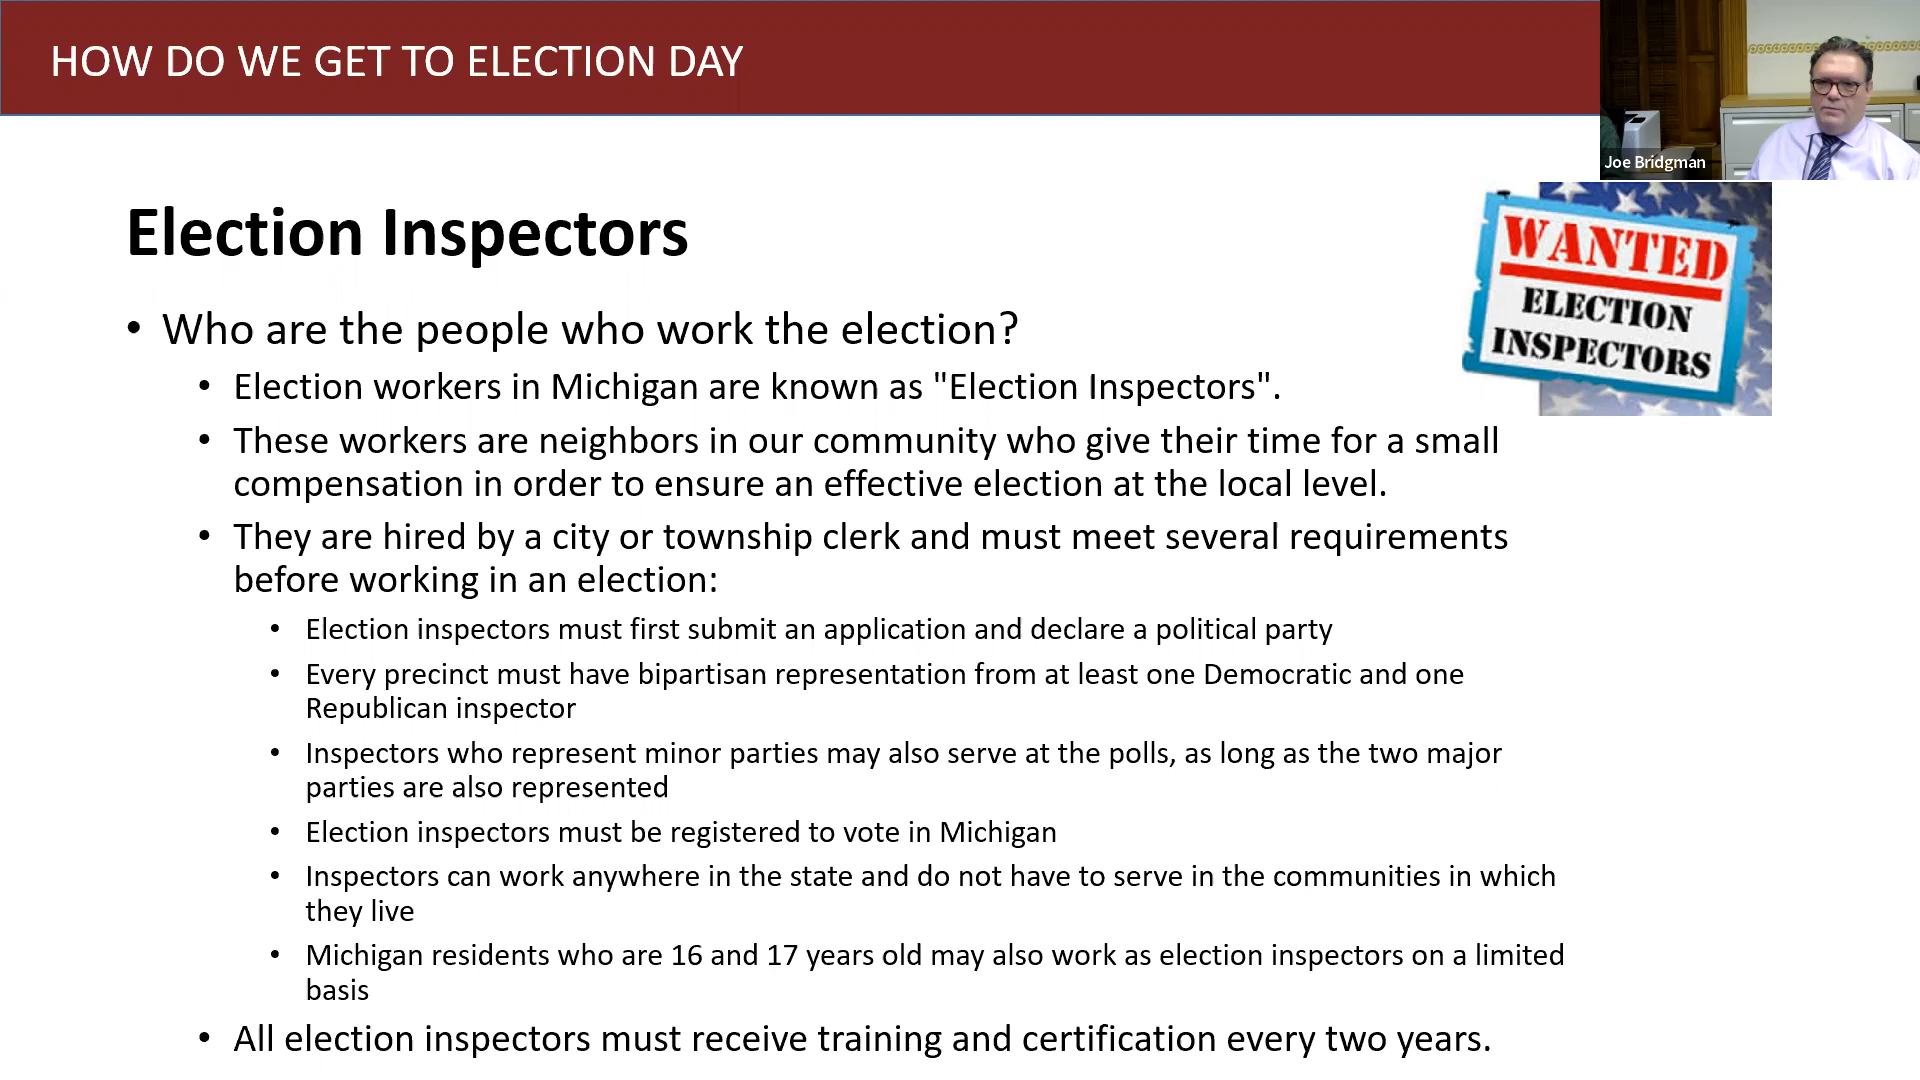 HOW DO WE GET TO ELECTION DAY
Joe Bridgman
Election Inspectors
WANTED
ELECTION
INSPECTORS
• Who are the people who work the election?
• Election workers in Michigan are known as "Election Inspectors".
• These workers are neighbors in our community who give their time for a small
compensation in order to ensure an effective election at the local level.
• They are hired by a city or township clerk and must meet several requirements
before working in an election:
• Election inspectors must first submit an application and declare a political party
• Every precinct must have bipartisan representation from at least one Democratic and one
Republican inspector
• Inspectors who represent minor parties may also serve at the polls, as long as the two major
parties are also represented
• Election inspectors must be registered to vote in Michigan
• Inspectors can work anywhere in the state and do not have to serve in the communities in which
they live
• Michigan residents who are 16 and 17 years old may also work as election inspectors on a limited
basis
• All election inspectors must receive training and certification every two years.